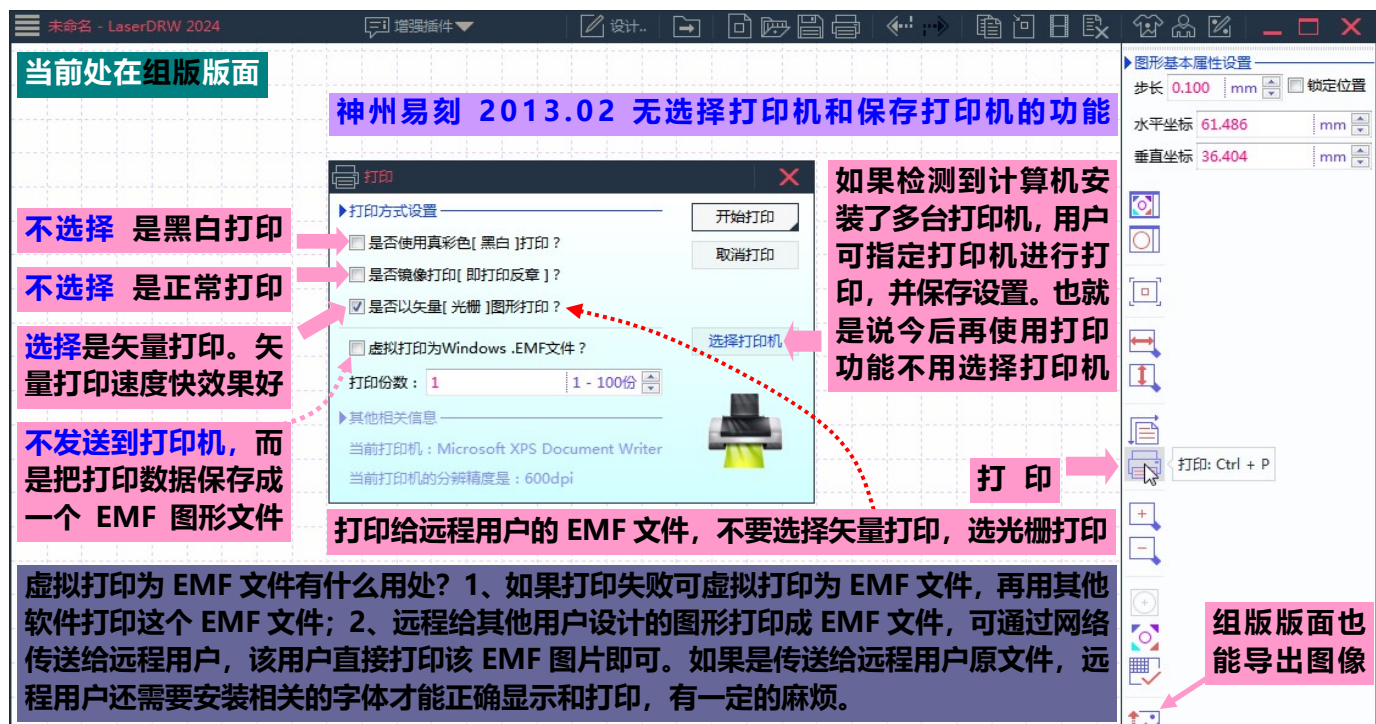 未命名 - LaserDRW 2024
增强插件
设计..
当前处在组版版面
神州易刻 2013.02 无选择打印机和保存打印机的功能
图形基本属性设置
步长 0.100 mm 锁定位置
水平坐标 61.486 mm
垂直坐标 36.404 mm
打印
打印方式设置
是否使用真彩色[ 黑白 ]打印？
是否镜像打印[ 即打印反章 ]？
是否以矢量[ 光栅 ]图形打印？
虚拟打印为Windows .EMF文件？
打印份数： 1 1 - 100份
其他相关信息
当前打印机：Microsoft XPS Document Writer
当前打印机的分辨精度是：600dpi
开始打印
取消打印
选择打印机
不选择 是黑白打印
不选择 是正常打印
选择是矢量打印。矢
量打印速度快效果好
不发送到打印机，而
是把打印数据保存成
一个 EMF 图形文件
如果检测到计算机安
装了多台打印机，用户
可指定打印机进行打
印，并保存设置。也就
是说今后再使用打印
功能不用选择打印机
打 印
打印: Ctrl + P
打印给远程用户的 EMF 文件，不要选择矢量打印，选光栅打印
虚拟打印为 EMF 文件有什么用处？1、如果打印失败可虚拟打印为 EMF 文件，再用其他
软件打印这个 EMF 文件；2、远程给其他用户设计的图形打印成 EMF 文件，可通过网络
传送给远程用户，该用户直接打印该 EMF 图片即可。如果是传送给远程用户原文件，远
程用户还需要安装相关的字体才能正确显示和打印，有一定的麻烦。
组版版面也
能导出图像